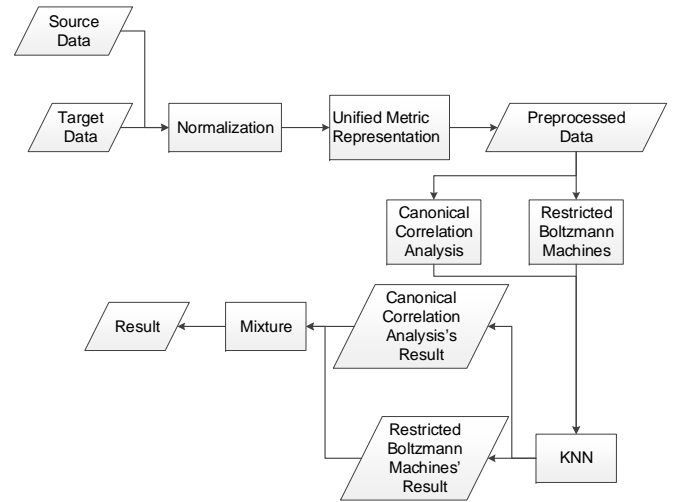 Source
Data
Target
Data
Normalization
Unified Metric
Representation
Preprocessed
Data
Canonical
Correlation
Analysis
Restricted
Boltzmann
Machines
Result
Mixture
Canonical
Correlation
Analysis's
Result
Restricted
Boltzmann
Machines'
Result
KNN